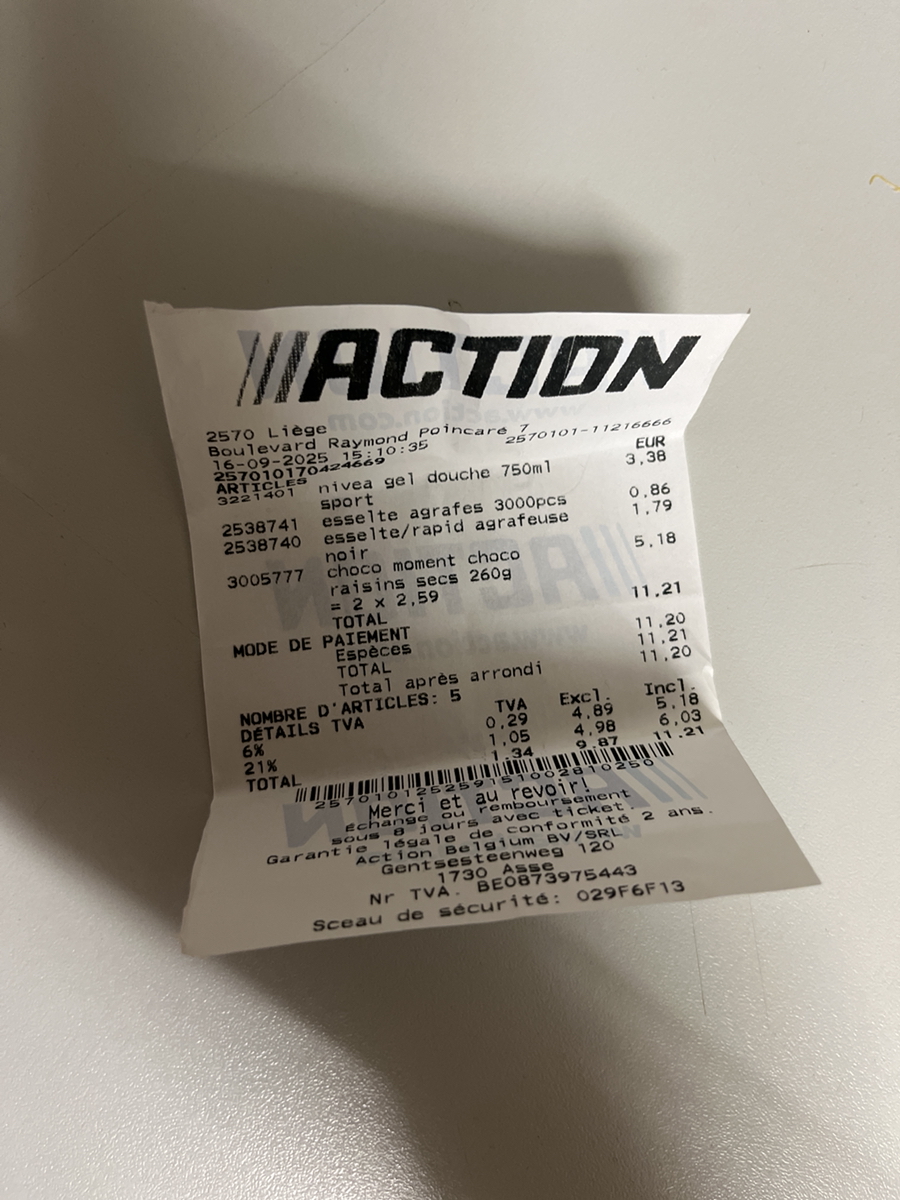 ACTION
2570 Liège
Boulevard Raymond Poincaré 7
16-09-2025 15:10:35 2570101-11216666
257010170424669
ARTICLES EUR
3221401 nivea gel douche 750ml 3,38
sport
2538741 esselte agrafes 3000pcs 0,86
2538740 esselte/rapid agrafeuse 1,79
noir
3005777 choco moment choco 5,18
raisins secs 260g
= 2 x 2,59
TOTAL 11,21
MODE DE PAIEMENT
Espèces 11,20
TOTAL 11,21
Total après arrondi 11,20
NOMBRE D'ARTICLES: 5
DÉTAILS TVA TVA Excl. Incl.
6% 0,29 4,89 5,18
21% 1,05 4,98 6,03
TOTAL 1,34 9,87 11,21
Merci et au revoir!
Échange ou remboursement
sous 8 jours avec ticket.
Garantie légale de conformité 2 ans.
Action Belgium BV/SRL
Gentsesteenweg 120
1730 Asse
Nr TVA. BE0873975443
Sceau de sécurité: 029F6F13